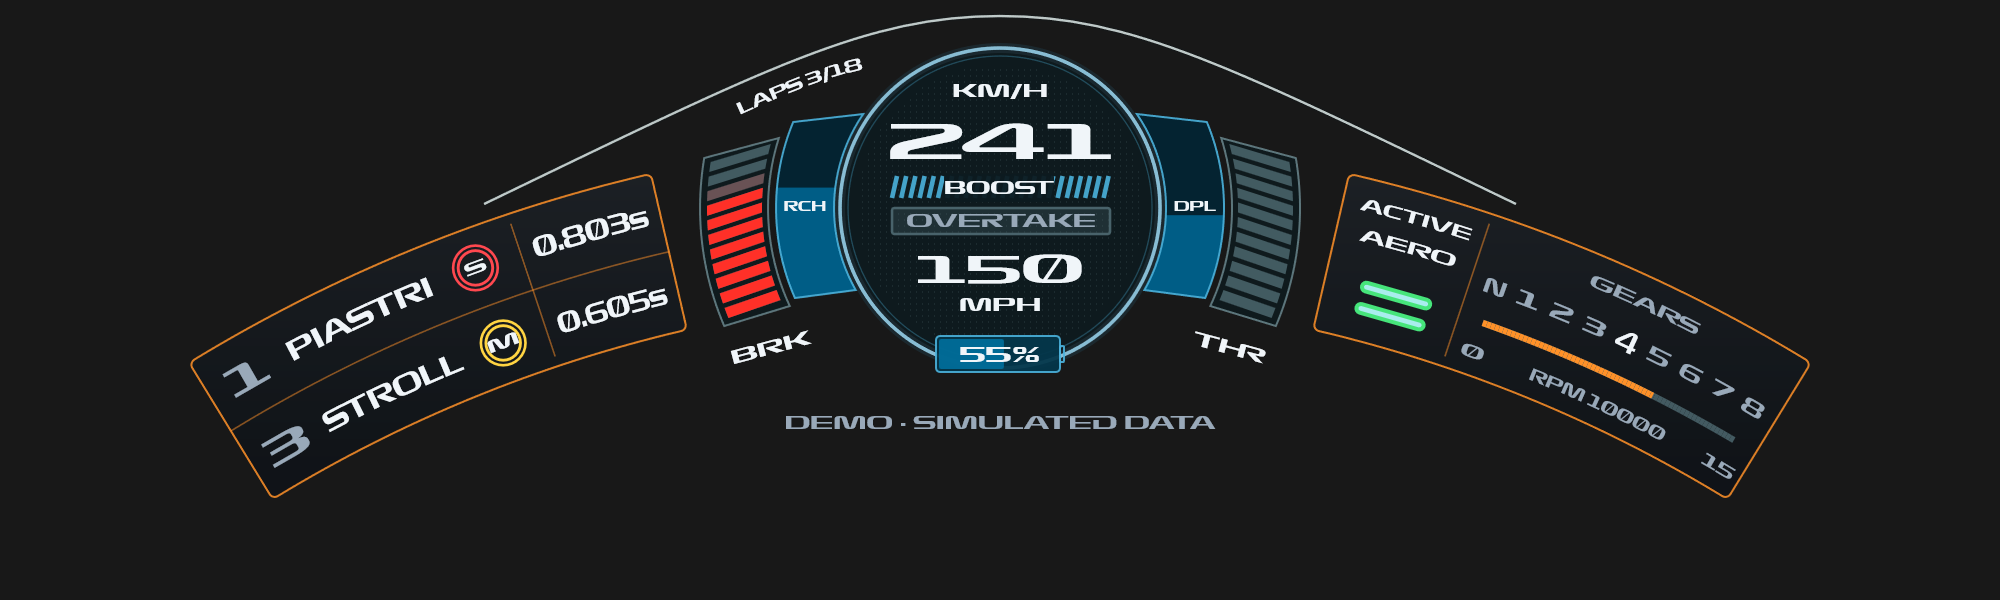 LAPS 3/18
1 PIASTRI S 0.803s
3 STROLL M 0.605s
BRK
RCH
KM/H
241
BOOST
OVERTAKE
150
MPH
55%
DPL
THR
ACTIVE
AERO
GEARS
N 1 2 3 4 5 6 7 8
0 RPM 10000 15
DEMO · SIMULATED DATA